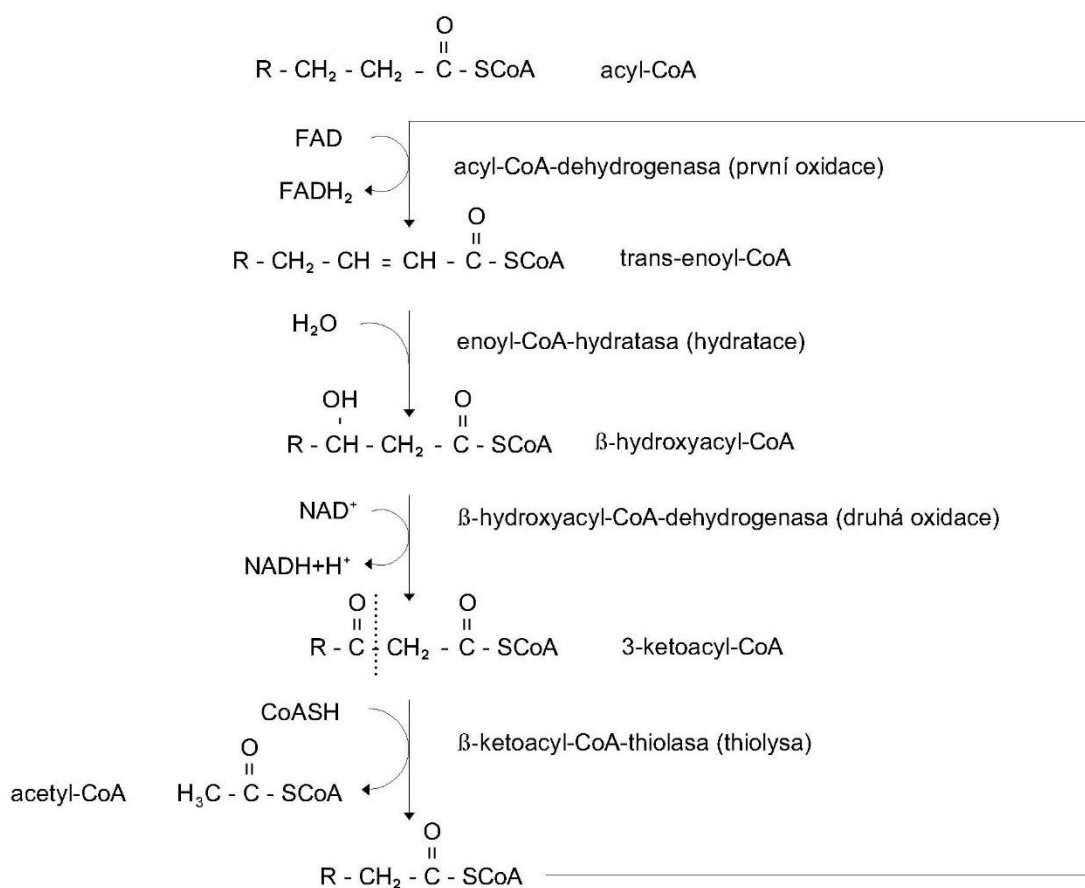 O
R - CH₂ - CH₂ - C - SCoA acyl-CoA
FAD
acyl-CoA-dehydrogenasa (první oxidace)
FADH₂
O
R - CH₂ - CH = CH - C - SCoA trans-enoyl-CoA
H₂O
enoyl-CoA-hydratasa (hydratace)
OH O
R - CH - CH₂ - C - SCoA ß-hydroxyacyl-CoA
NAD⁺ ß-hydroxyacyl-CoA-dehydrogenasa (druhá oxidace)
NADH+H⁺
O O
R - C - CH₂ - C - SCoA 3-ketoacyl-CoA
CoASH
ß-ketoacyl-CoA-thiolasa (thiolysa)
O
acetyl-CoA H₃C - C - SCoA
O
R - CH₂ - C - SCoA